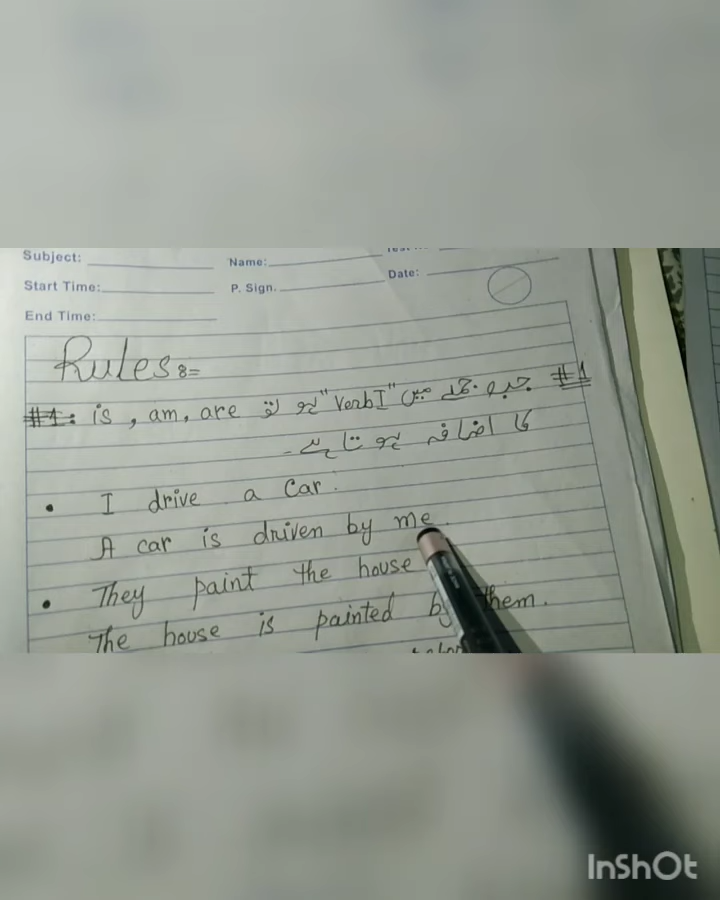 Subject:
Name:
Date:
Start Time:
P. Sign.
End Time:
Rules:=
#1 جب جملے میں "Verb I" ہو تو is, am, are
کا اضافہ ہوتا ہے۔
• I drive a Car.
A car is driven by me.
• They paint the house
The house is painted by them.
InShOt